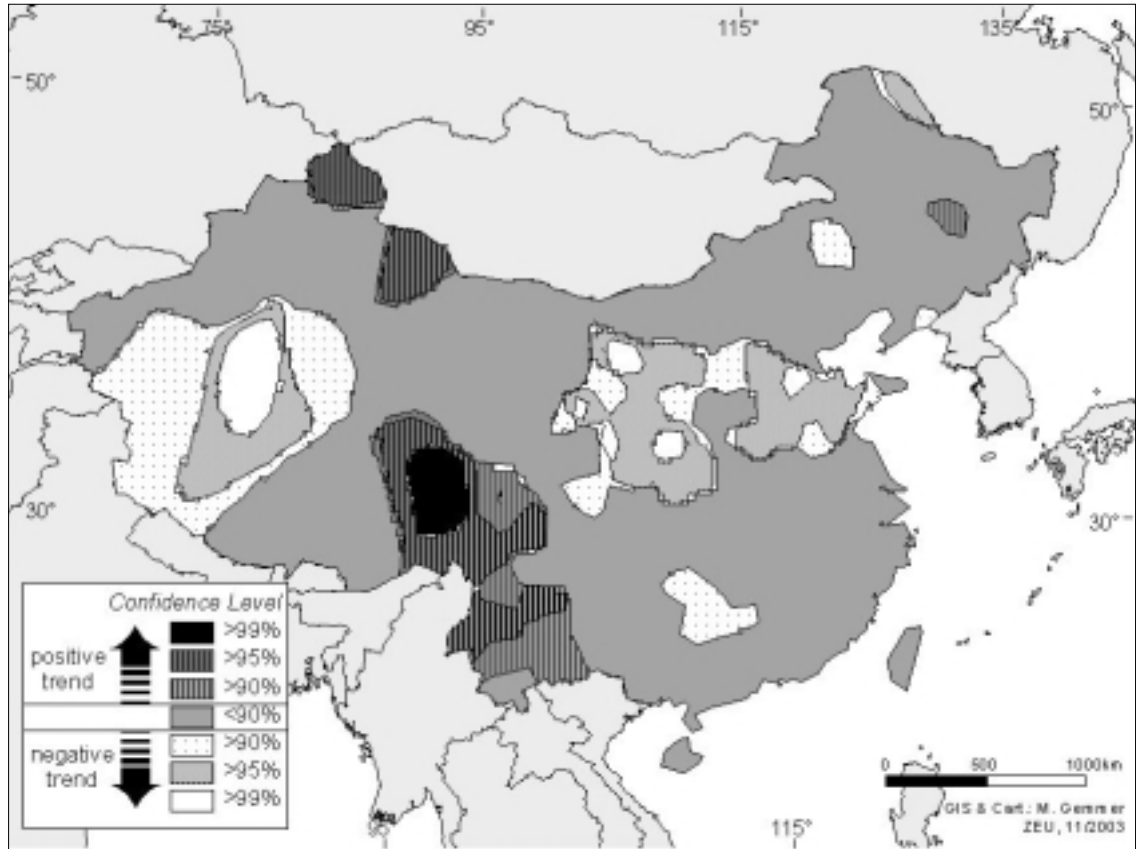 75° 95° 115° 135°
50° 50°
30° 30°
Confidence Level
positive trend
>99%
>95%
>90%
<90%
negative trend
>90%
>95%
>99%
0 500 1000km
GIS & Cart.: M. Gemmer
ZEU, 11/2003
95° 115°